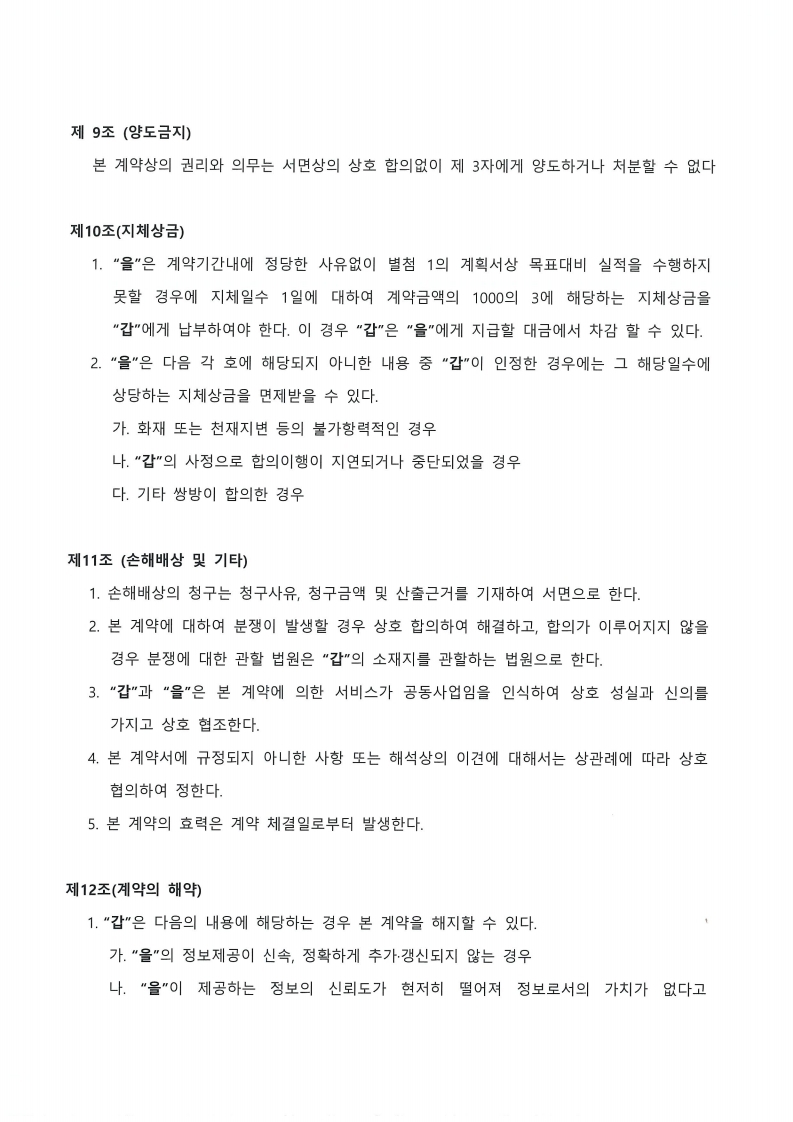 제 9조 (양도금지)
본 계약상의 권리와 의무는 서면상의 상호 합의없이 제 3자에게 양도하거나 처분할 수 없다
제10조(지체상금)
1. “을”은 계약기간내에 정당한 사유없이 별첨 1의 계획서상 목표대비 실적을 수행하지
못할 경우에 지체일수 1일에 대하여 계약금액의 1000의 3에 해당하는 지체상금을
“갑”에게 납부하여야 한다. 이 경우 “갑”은 “을”에게 지급할 대금에서 차감 할 수 있다.
2. “을”은 다음 각 호에 해당되지 아니한 내용 중 “갑”이 인정한 경우에는 그 해당일수에
상당하는 지체상금을 면제받을 수 있다.
가. 화재 또는 천재지변 등의 불가항력적인 경우
나. “갑”의 사정으로 합의이행이 지연되거나 중단되었을 경우
다. 기타 쌍방이 합의한 경우
제11조 (손해배상 및 기타)
1. 손해배상의 청구는 청구사유, 청구금액 및 산출근거를 기재하여 서면으로 한다.
2. 본 계약에 대하여 분쟁이 발생할 경우 상호 합의하여 해결하고, 합의가 이루어지지 않을
경우 분쟁에 대한 관할 법원은 “갑”의 소재지를 관할하는 법원으로 한다.
3. “갑”과 “을”은 본 계약에 의한 서비스가 공동사업임을 인식하여 상호 성실과 신의를
가지고 상호 협조한다.
4. 본 계약서에 규정되지 아니한 사항 또는 해석상의 이견에 대해서는 상관례에 따라 상호
협의하여 정한다.
5. 본 계약의 효력은 계약 체결일로부터 발생한다.
제12조(계약의 해약)
1. “갑”은 다음의 내용에 해당하는 경우 본 계약을 해지할 수 있다.
가. “을”의 정보제공이 신속, 정확하게 추가·갱신되지 않는 경우
나. “을”이 제공하는 정보의 신뢰도가 현저히 떨어져 정보로서의 가치가 없다고